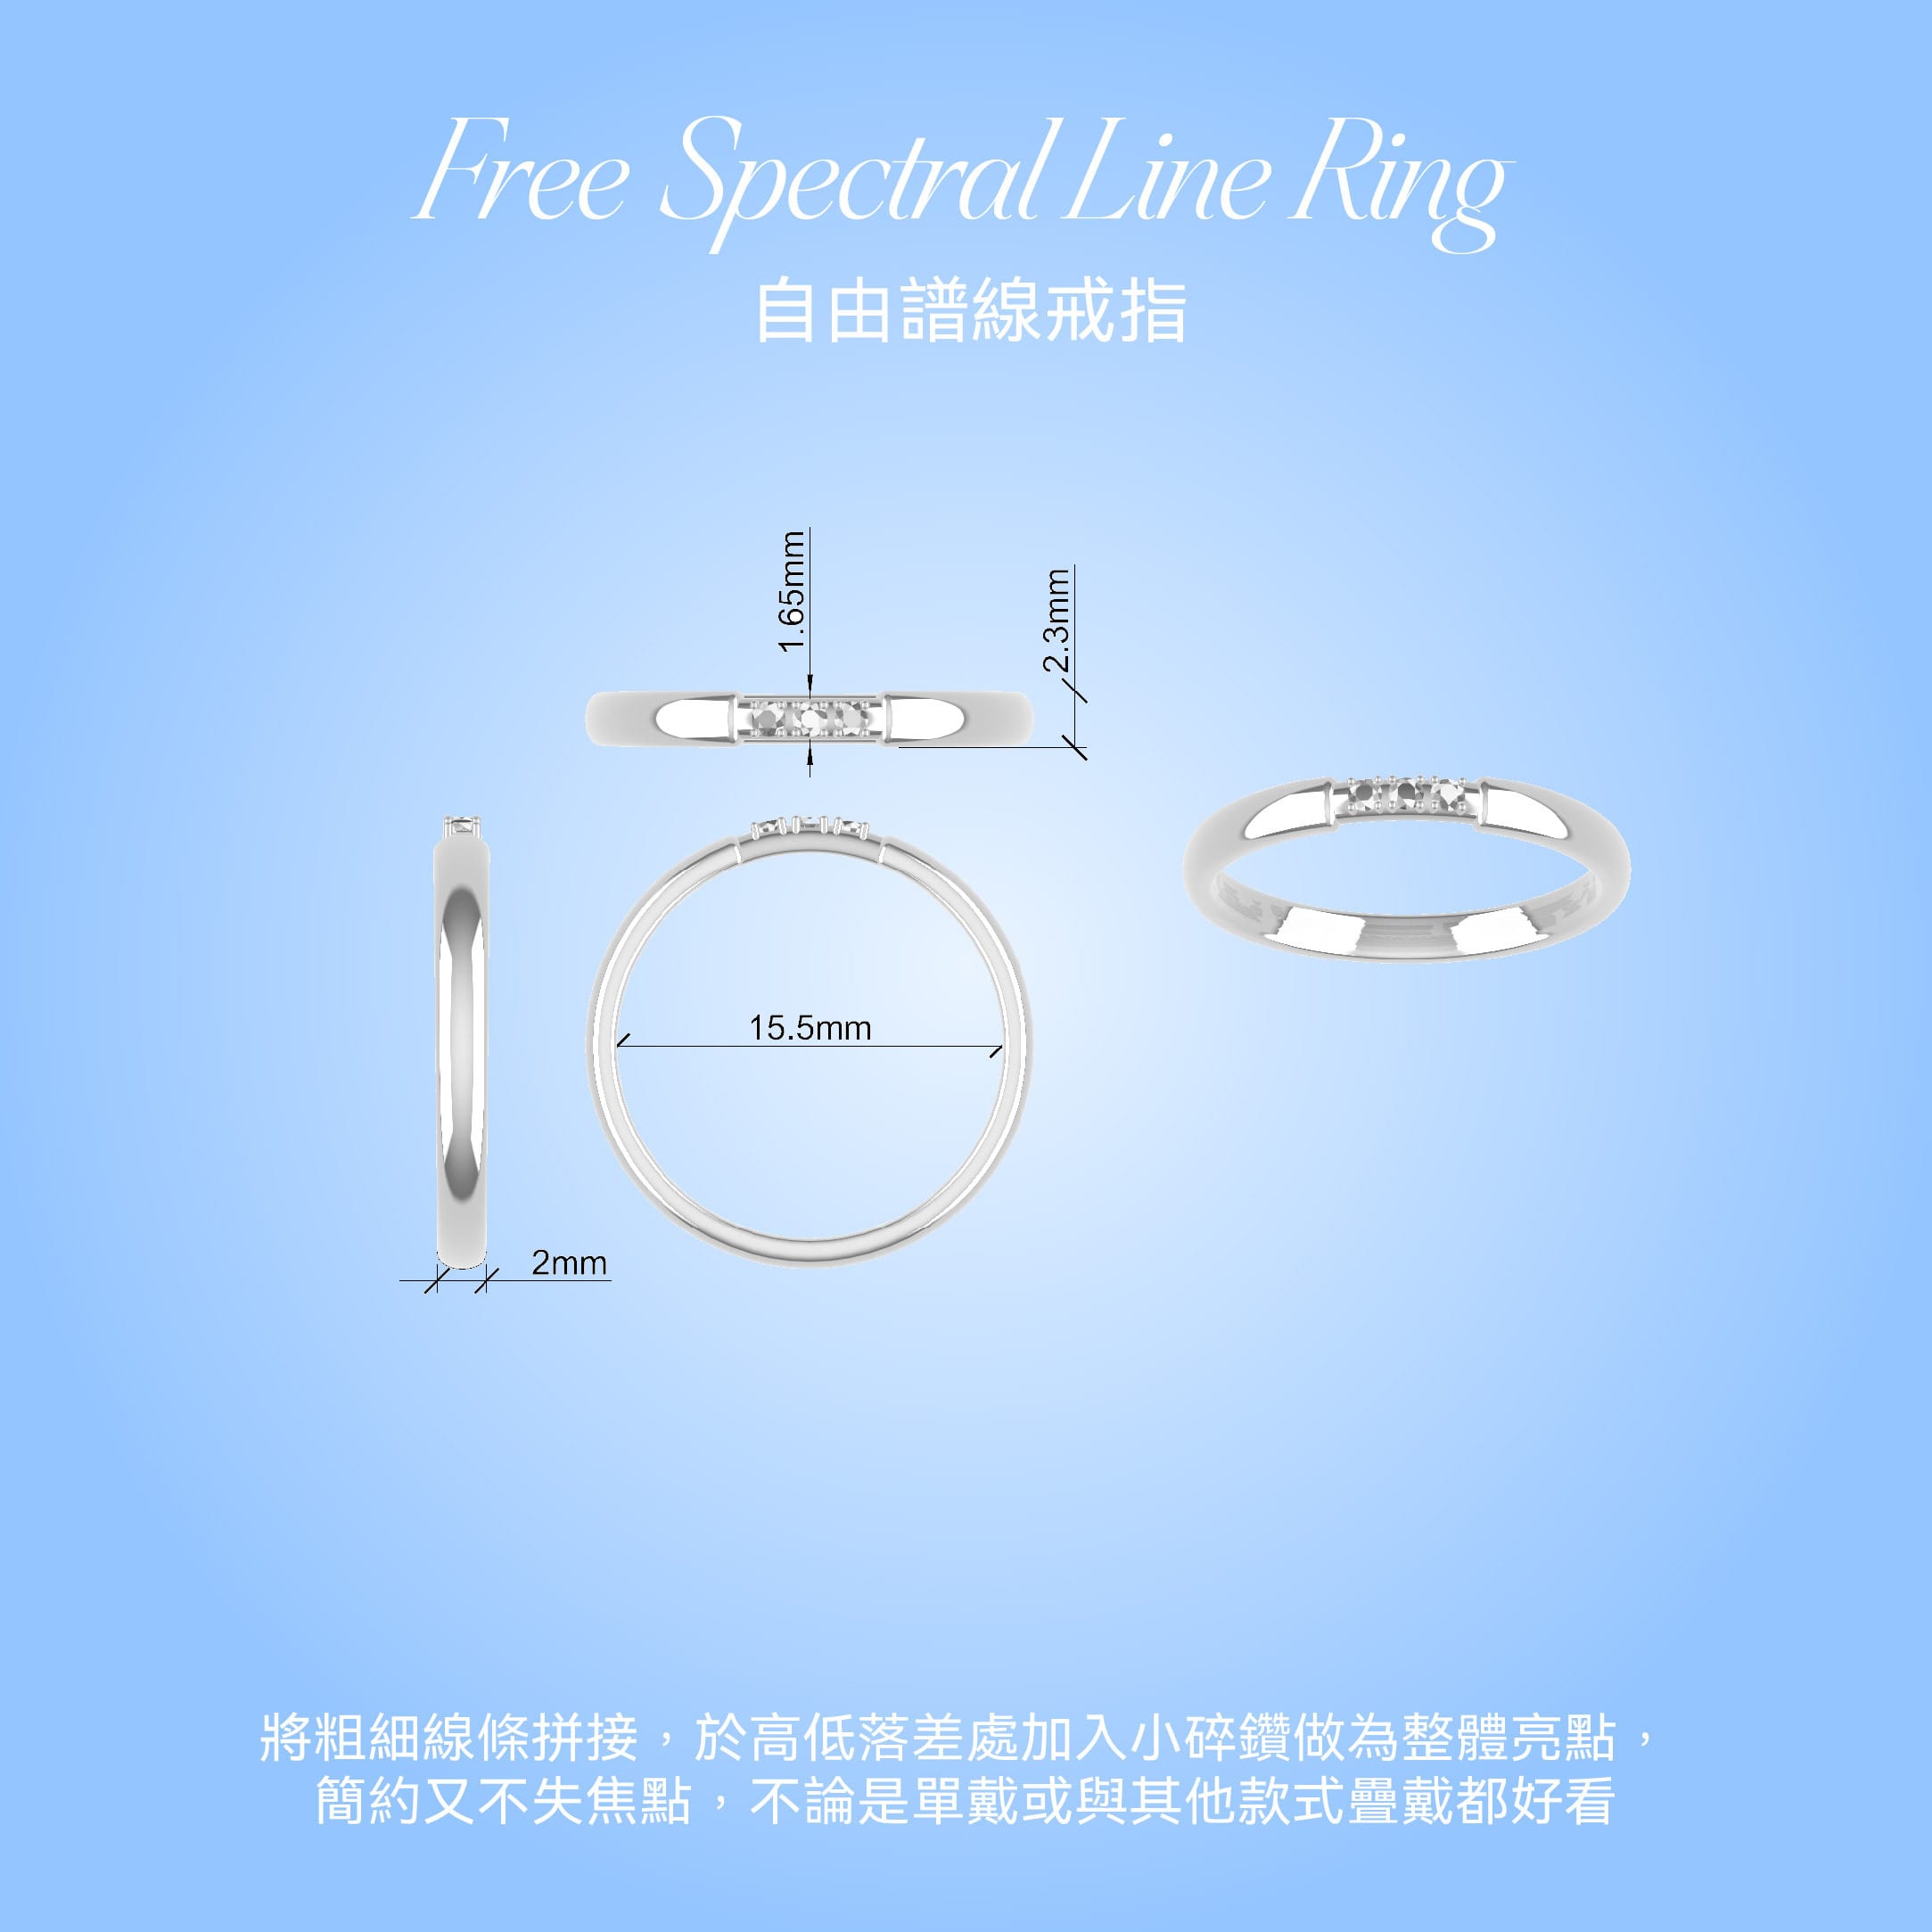 Free Spectral Line Ring
自由譜線戒指
1.65mm
2.3mm
15.5mm
2mm
將粗細線條拼接，於高低落差處加入小碎鑽做為整體亮點，
簡約又不失焦點，不論是單戴或與其他款式疊戴都好看